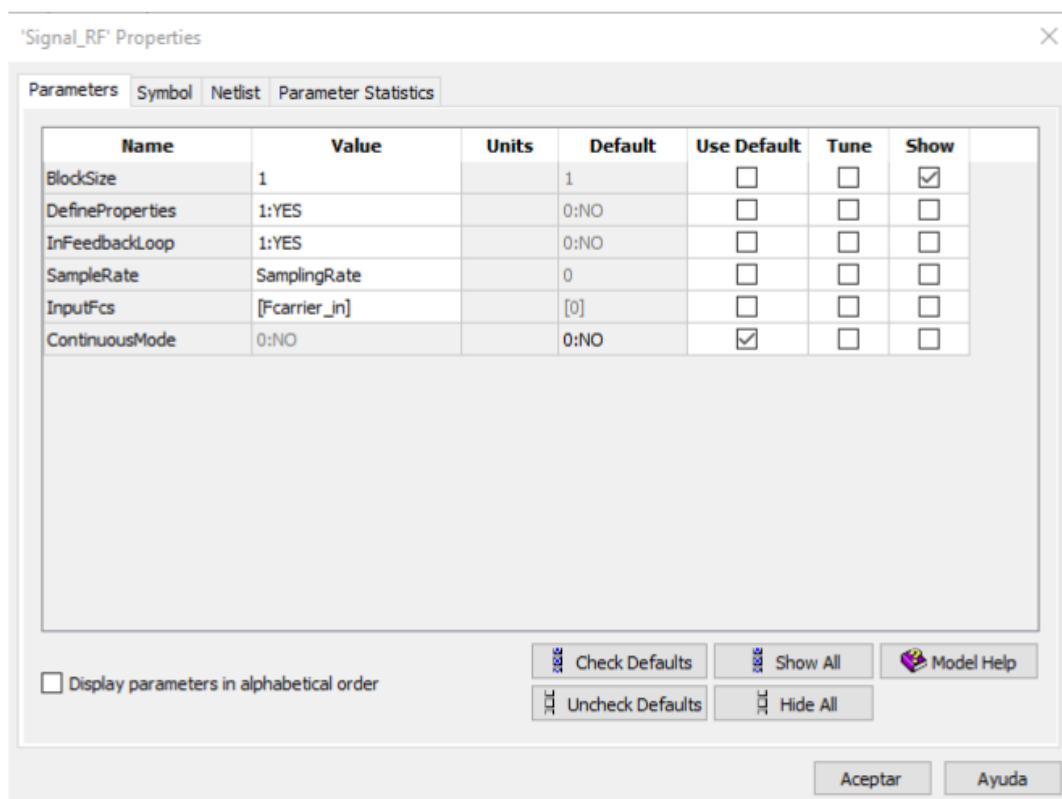 'Signal_RF' Properties
Parameters Symbol Netlist Parameter Statistics
Name Value Units Default Use Default Tune Show
BlockSize 1 1
DefineProperties 1:YES 0:NO
InFeedbackLoop 1:YES 0:NO
SampleRate SamplingRate 0
InputFcs [Fcarrier_in] [0]
ContinuousMode 0:NO 0:NO
Check Defaults Show All Model Help
Display parameters in alphabetical order
Uncheck Defaults Hide All
Aceptar Ayuda